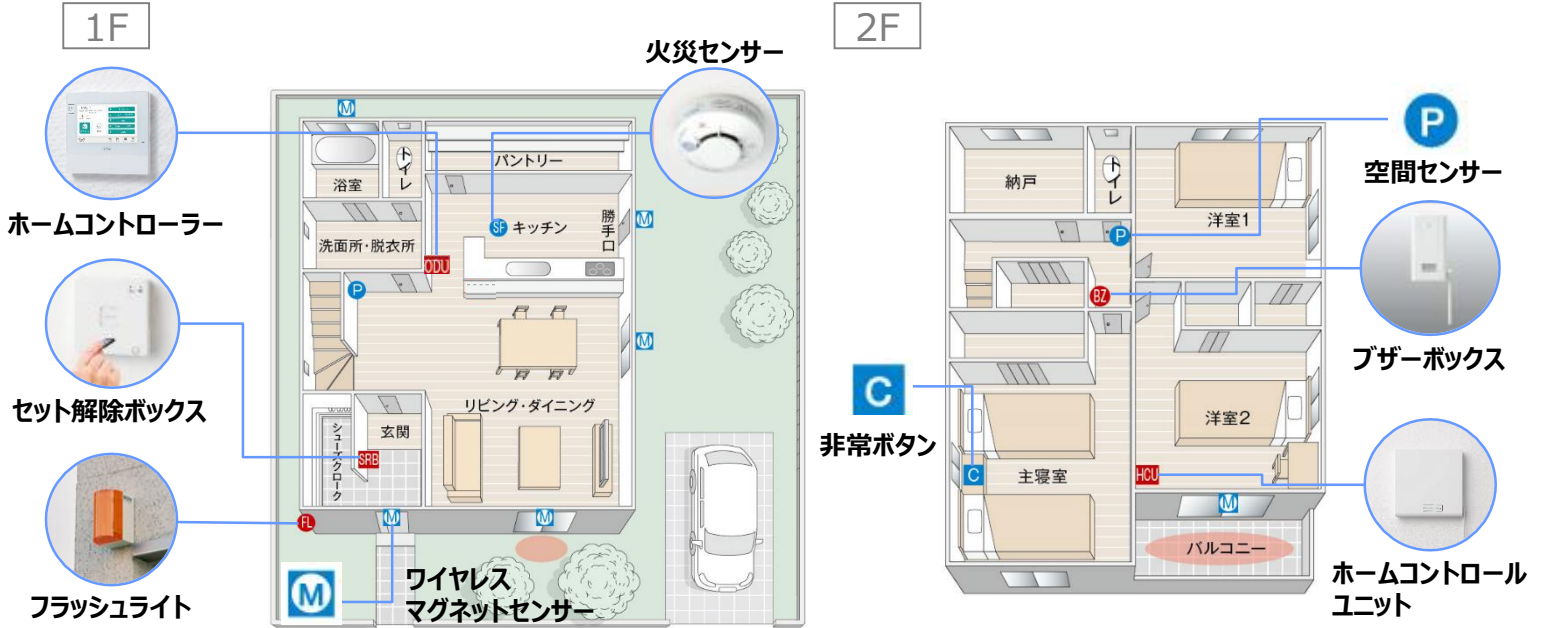 1F
2F
火災センサー
ホームコントローラー
セット解除ボックス
フラッシュライト
M
浴室
トイレ
パントリー
洗面所・脱衣所
SF
キッチン
勝手口
M
ODU
P
M
リビング・ダイニング
シューズクローク
玄関
SRB
FL
M
M
M
ワイヤレス
マグネットセンサー
P
空間センサー
納戸
トイレ
洋室1
P
BZ
ブザーボックス
C
非常ボタン
洋室2
C
主寝室
HCU
M
バルコニー
ホームコントロール
ユニット